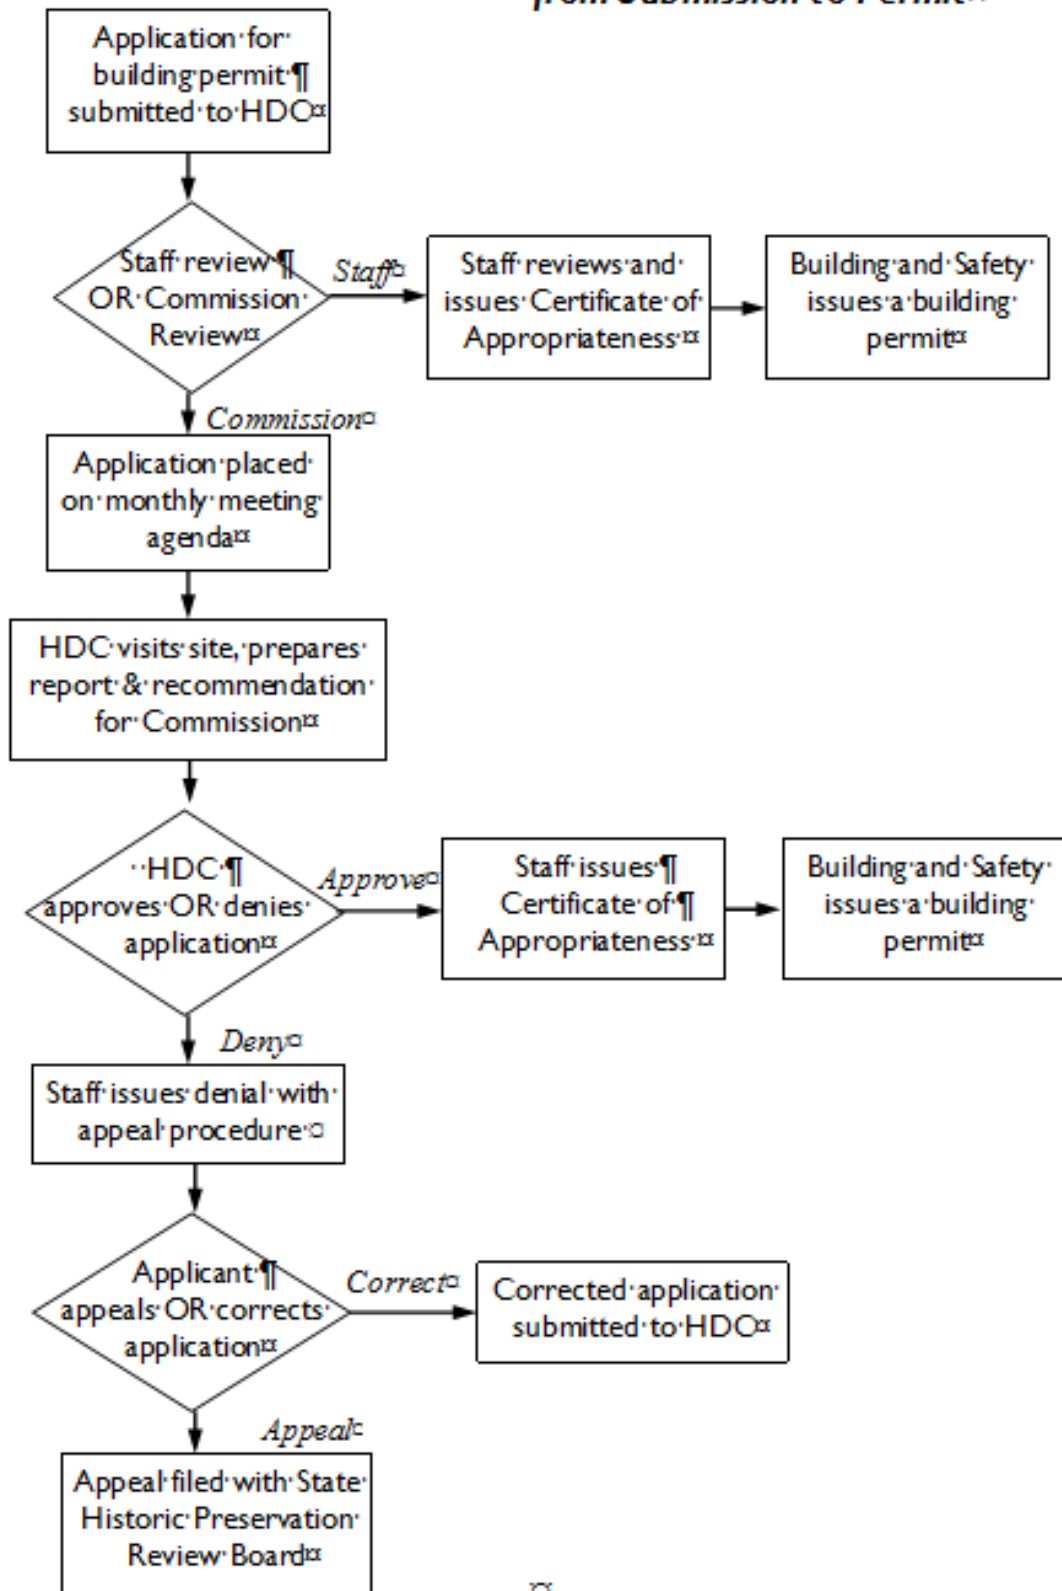 from Submission to Permit¤
Application·for·
building·permit·¶
submitted·to·HDC¤
Staff·review·¶
OR·Commission·
Review¤
Staff¤
Staff·reviews·and·
issues·Certificate·of·
Appropriateness·¤
Building·and·Safety·
issues·a·building·
permit¤
Commission¤
Application·placed·
on·monthly·meeting·
agenda¤
HDC·visits·site,·prepares·
report·&·recommendation·
for·Commission¤
··HDC·¶
approves·OR·denies·
application¤
Approve¤
Staff·issues·¶
Certificate·of·¶
Appropriateness·¤
Building·and·Safety·
issues·a·building·
permit¤
Deny¤
Staff·issues·denial·with·
appeal·procedure·¤
Applicant·¶
appeals·OR·corrects·
application¤
Correct¤
Corrected·application·
submitted·to·HDC¤
Appeal¤
Appeal·filed·with·State·
Historic·Preservation·
Review·Board¤
¤